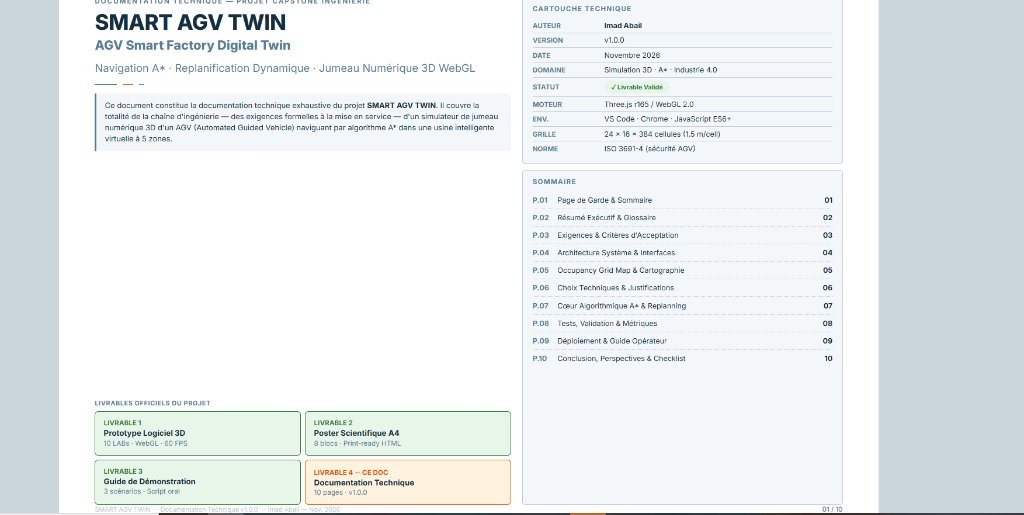 DOCUMENTATION TECHNIQUE — PROJET CAPSTONE INGÉNIERIE
SMART AGV TWIN
AGV Smart Factory Digital Twin
Navigation A* · Replanification Dynamique · Jumeau Numérique 3D WebGL
Ce document constitue la documentation technique exhaustive du projet SMART AGV TWIN. Il couvre la
totalité de la chaîne d'ingénierie — des exigences formelles à la mise en service — d'un simulateur de jumeau
numérique 3D d'un AGV (Automated Guided Vehicle) naviguant par algorithme A* dans une usine intelligente
virtuelle à 5 zones.
LIVRABLES OFFICIELS DU PROJET
LIVRABLE 1
Prototype Logiciel 3D
10 LABs · WebGL · 60 FPS
LIVRABLE 2
Poster Scientifique A4
8 blocs · Print-ready HTML
LIVRABLE 3
Guide de Démonstration
3 scénarios · Script oral
LIVRABLE 4 — CE DOC
Documentation Technique
10 pages · v1.0.0
CARTOUCHE TECHNIQUE
AUTEUR Imad Abail
VERSION v1.0.0
DATE Novembre 2026
DOMAINE Simulation 3D · A* · Industrie 4.0
STATUT ✓ Livrable Validé
MOTEUR Three.js r165 / WebGL 2.0
ENV. VS Code · Chrome · JavaScript ES6+
GRILLE 24 × 16 = 384 cellules (1.5 m/cell)
NORME ISO 3691-4 (sécurité AGV)
SOMMAIRE
P.01 Page de Garde & Sommaire 01
P.02 Résumé Exécutif & Glossaire 02
P.03 Exigences & Critères d'Acceptation 03
P.04 Architecture Système & Interfaces 04
P.05 Occupancy Grid Map & Cartographie 05
P.06 Choix Techniques & Justifications 06
P.07 Cœur Algorithmique A* & Replanning 07
P.08 Tests, Validation & Métriques 08
P.09 Déploiement & Guide Opérateur 09
P.10 Conclusion, Perspectives & Checklist 10
SMART AGV TWIN — Documentation Technique v1.0.0 — Imad Abail — Nov. 2026
01 / 10